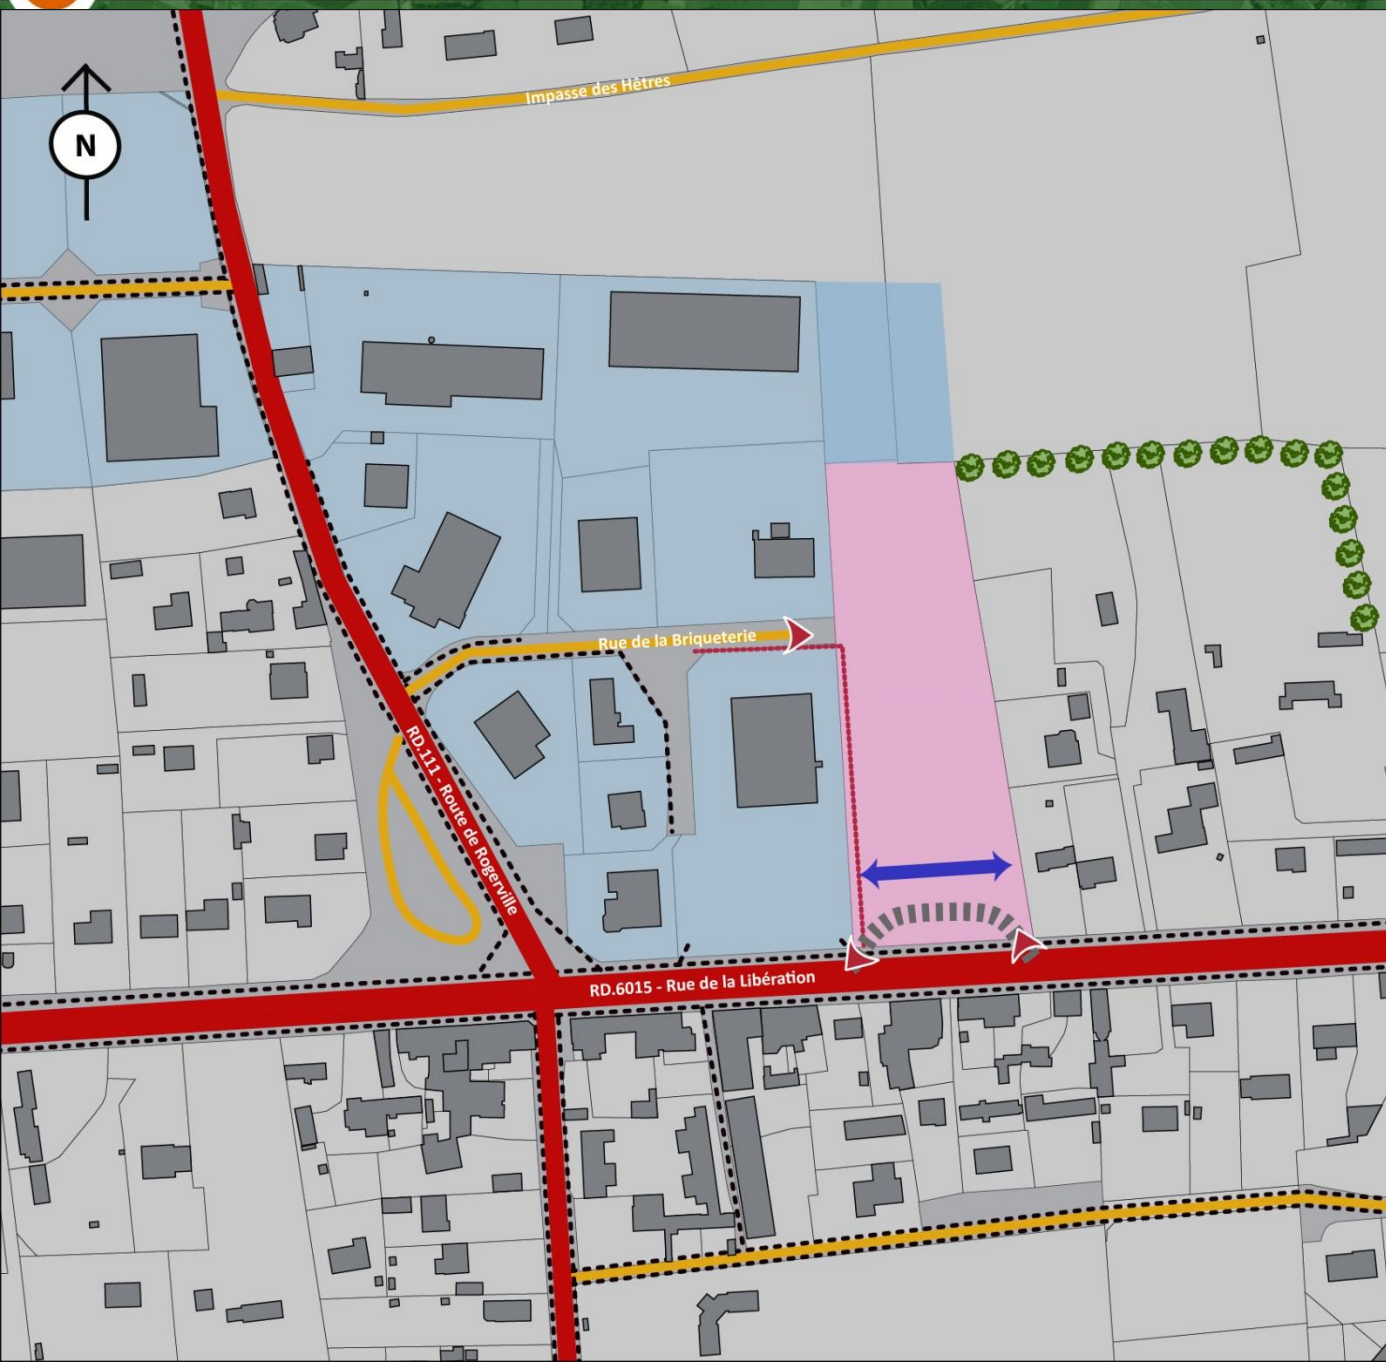 Impasse des Hêtres
N
Rue de la Briqueterie
RD.111 - Route de Rogerville
RD.6015 - Rue de la Libération